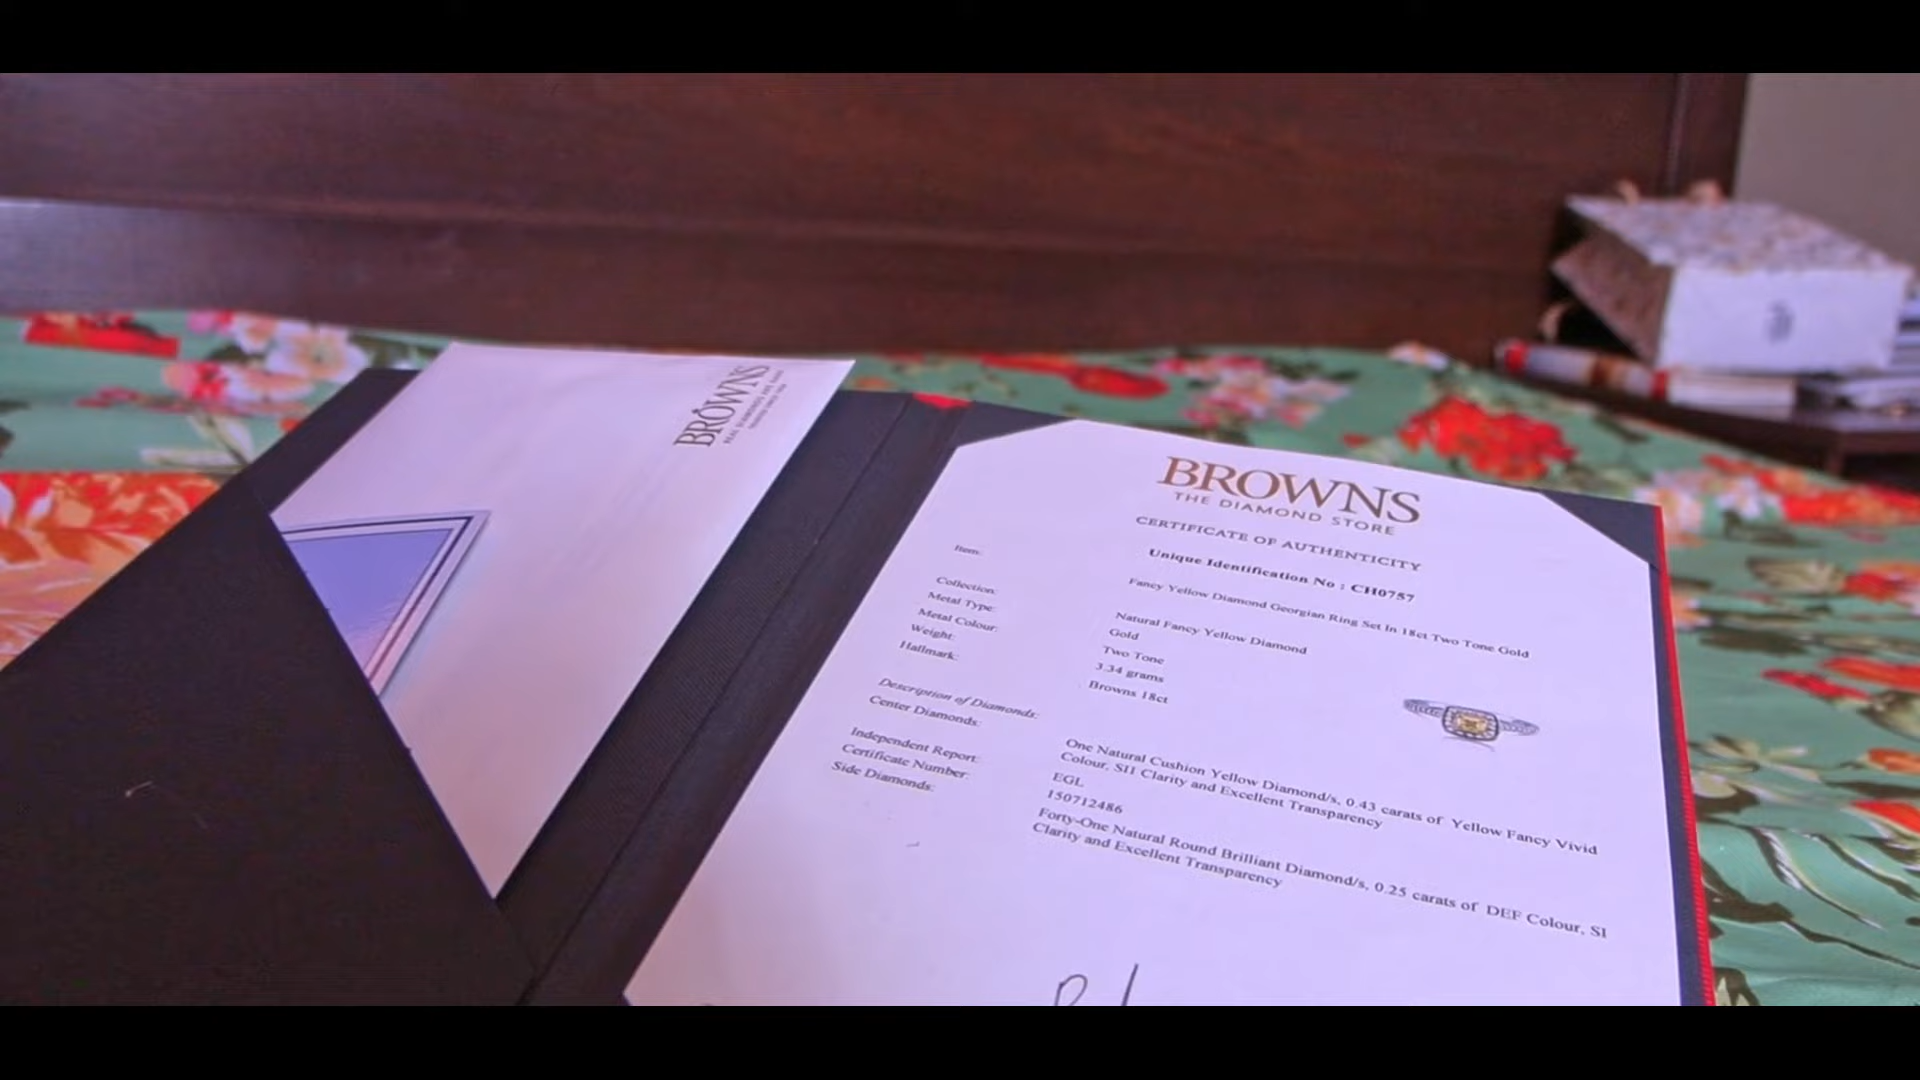 BROWNS
BROWNS
THE DIAMOND STORE
CERTIFICATE OF AUTHENTICITY
Unique Identification No : CH0757
Item: Fancy Yellow Diamond Georgian Ring Set In 18ct Two Tone Gold
Collection: Natural Fancy Yellow Diamond
Metal Type: Gold
Metal Colour: Two Tone
Weight: 3.34 grams
Hallmark: Browns 18ct
Description of Diamonds:
Center Diamonds: One Natural Cushion Yellow Diamond/s, 0.43 carats of Yellow Fancy Vivid
Colour, SI1 Clarity and Excellent Transparency
Independent Report: EGL
Certificate Number: 150712486
Side Diamonds: Forty-One Natural Round Brilliant Diamond/s, 0.25 carats of DEF Colour, SI
Clarity and Excellent Transparency